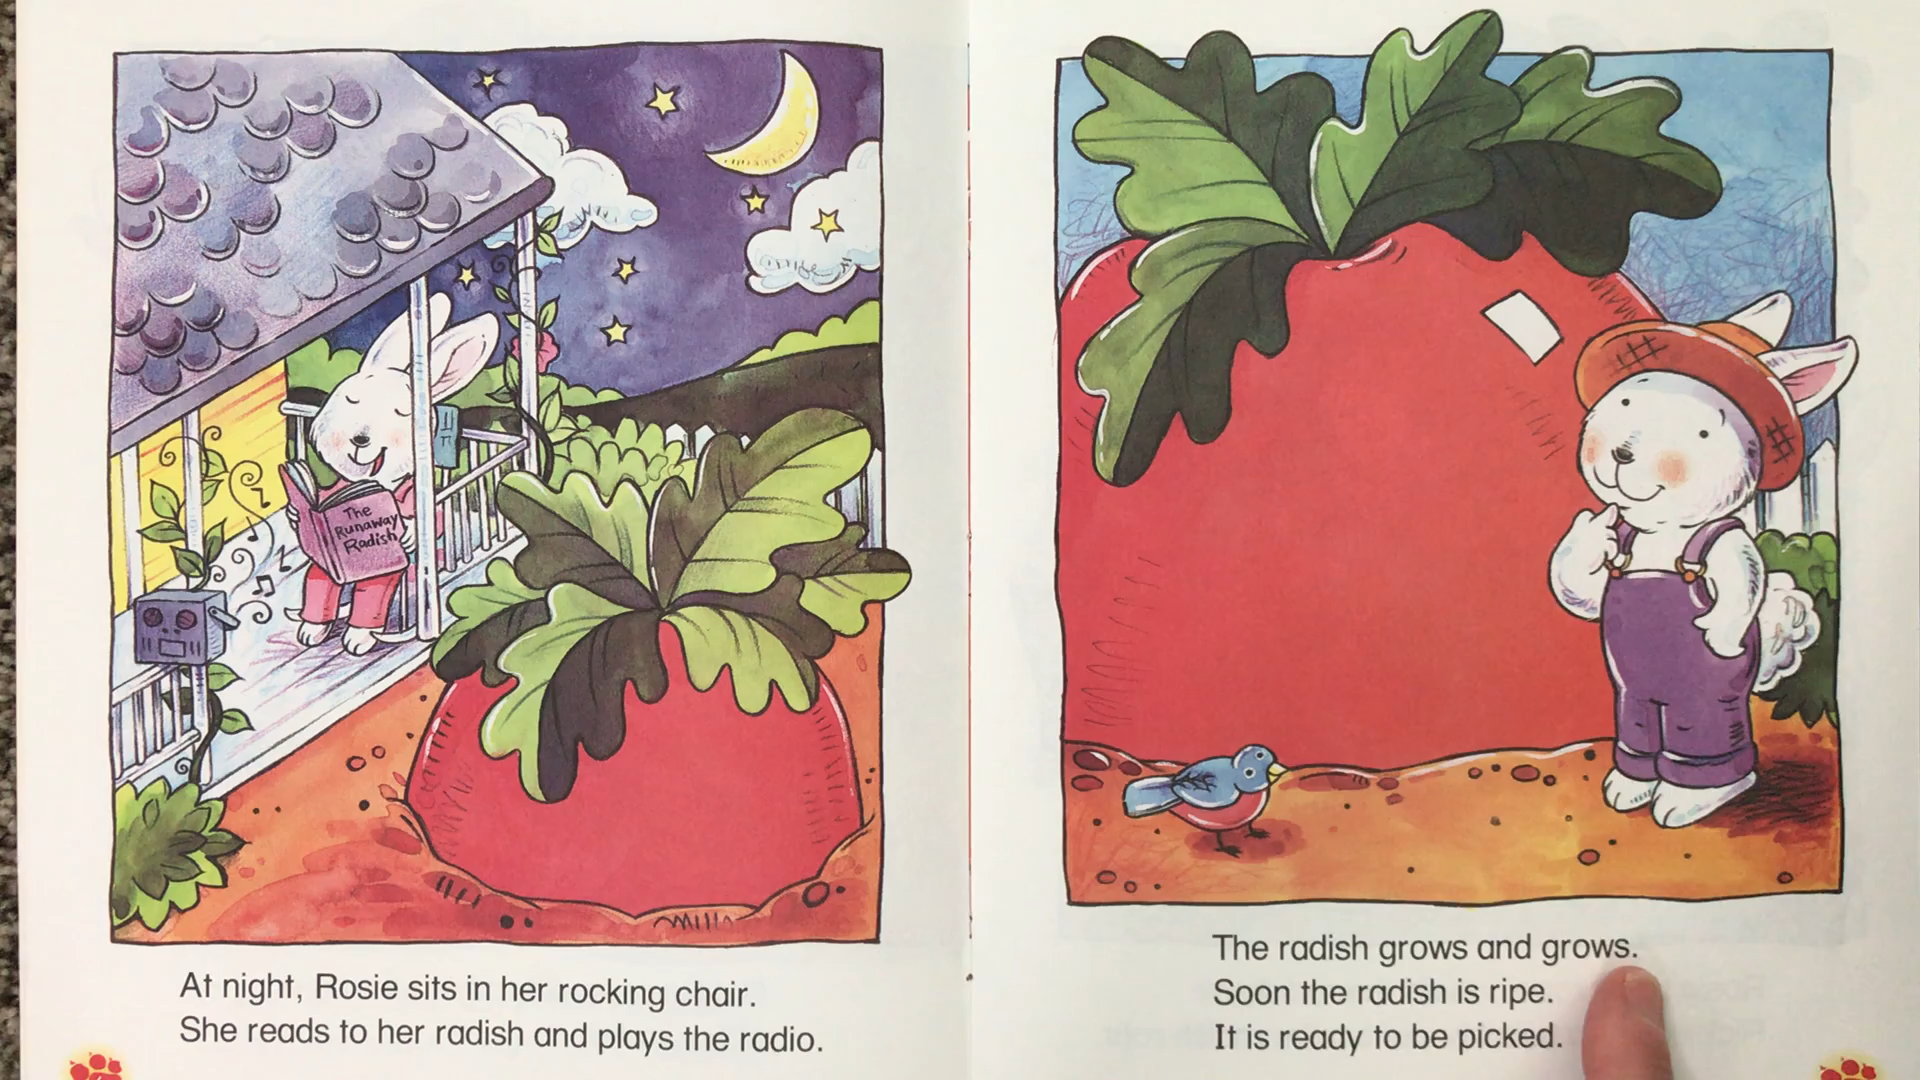 The
Runaway
Radish
At night, Rosie sits in her rocking chair.
She reads to her radish and plays the radio.
The radish grows and grows.
Soon the radish is ripe.
It is ready to be picked.